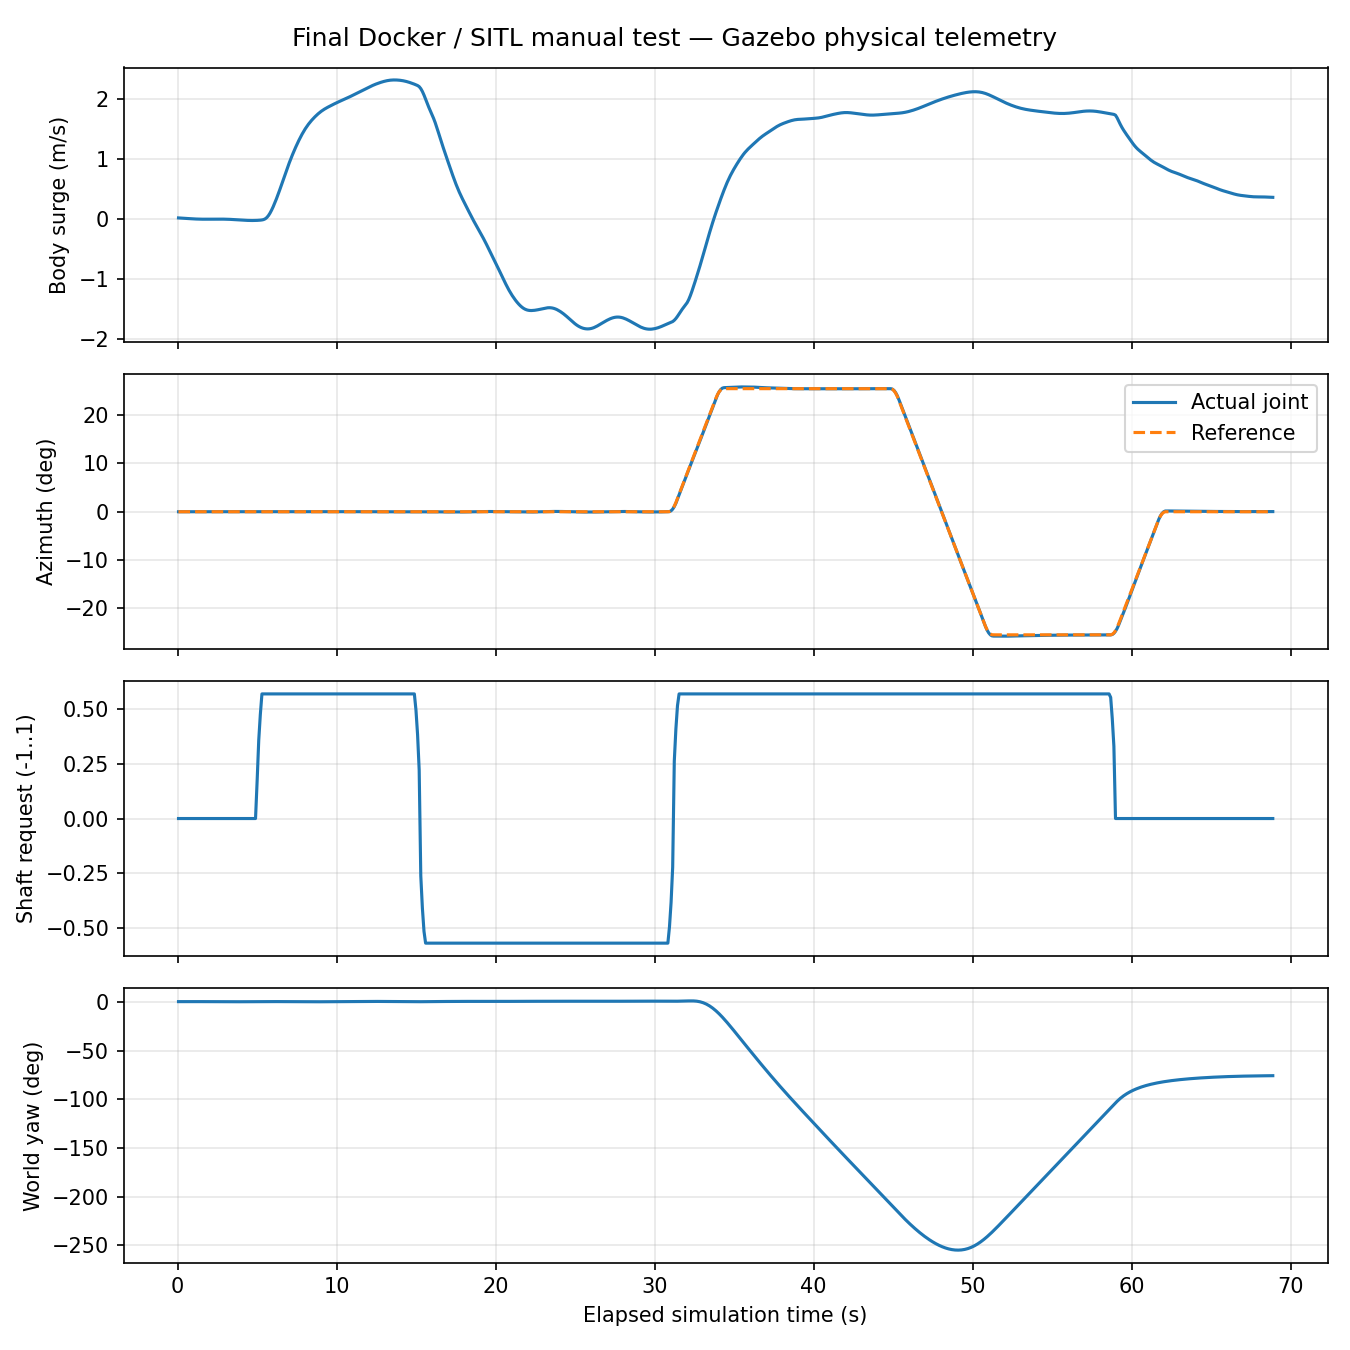 Final Docker / SITL manual test — Gazebo physical telemetry
Body surge (m/s)
2
1
0
−1
−2
Azimuth (deg)
20
10
0
−10
−20
Actual joint
Reference
Shaft request (-1..1)
0.50
0.25
0.00
−0.25
−0.50
World yaw (deg)
0
−50
−100
−150
−200
−250
0 10 20 30 40 50 60 70
Elapsed simulation time (s)